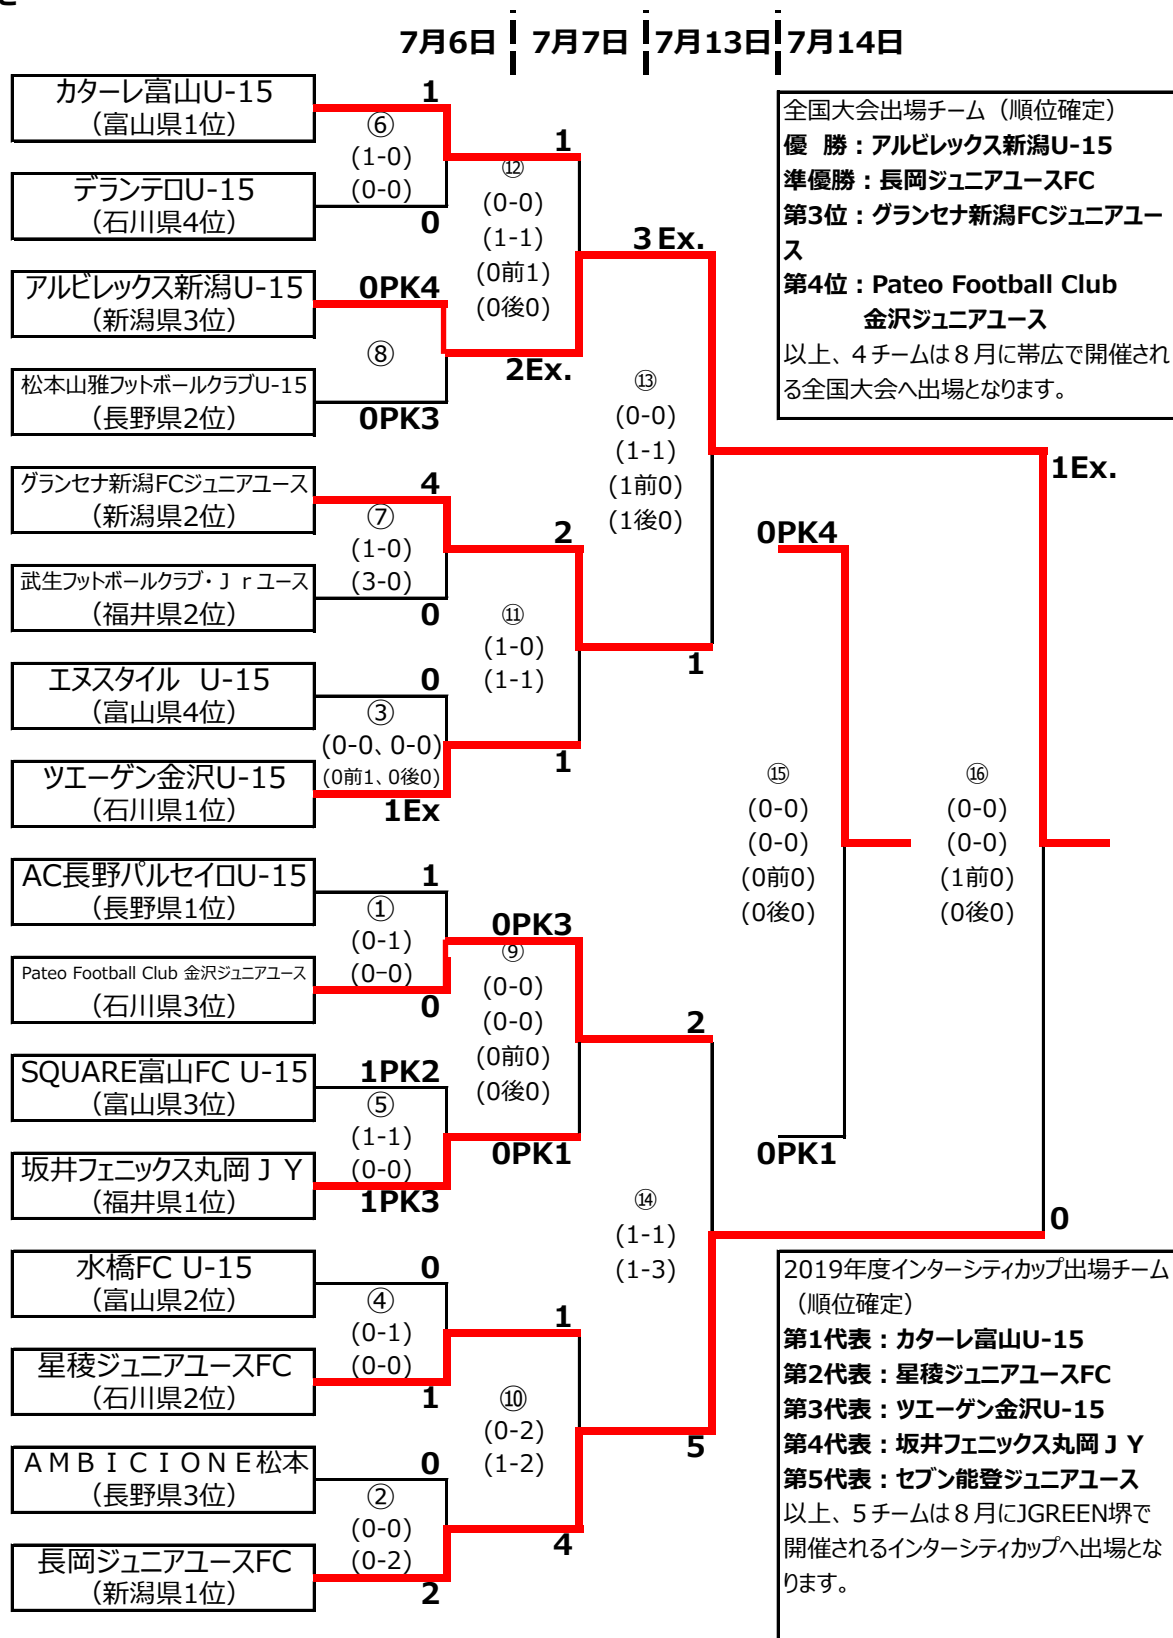 7月6日 7月7日 7月13日 7月14日
カターレ富山U-15
（富山県1位）
デランテロU-15
（石川県4位）
アルビレックス新潟U-15
（新潟県3位）
松本山雅フットボールクラブU-15
（長野県2位）
グランセナ新潟FCジュニアユース
（新潟県2位）
武生フットボールクラブ・Ｊｒユース
（福井県2位）
エヌスタイル　U-15
（富山県4位）
ツエーゲン金沢U-15
（石川県1位）
AC長野パルセイロU-15
（長野県1位）
Pateo Football Club 金沢ジュニアユース
（石川県3位）
SQUARE富山FC U-15
（富山県3位）
坂井フェニックス丸岡ＪＹ
（福井県1位）
水橋FC U-15
（富山県2位）
星稜ジュニアユースFC
（石川県2位）
ＡＭＢＩＣＩＯＮＥ松本
（長野県3位）
長岡ジュニアユースFC
（新潟県1位）
1
⑥
(1-0)
(0-0)
0
0PK4
⑧
0PK3
4
⑦
(1-0)
(3-0)
0
0
③
(0-0、0-0)
(0前1、0後0)
1Ex
1
①
(0-1)
(0-0)
0
1PK2
⑤
(1-1)
(0-0)
1PK3
0
④
(0-1)
(0-0)
1
0
②
(0-0)
(0-2)
2
1
⑫
(0-0)
(1-1)
(0前1)
(0後0)
2Ex.
2
⑪
(1-0)
(1-1)
1
0PK3
⑨
(0-0)
(0-0)
(0前0)
(0後0)
0PK1
1
⑩
(0-2)
(1-2)
4
3 Ex.
⑬
(0-0)
(1-1)
(1前0)
(1後0)
1
2
⑭
(1-1)
(1-3)
5
0PK4
⑮
(0-0)
(0-0)
(0前0)
(0後0)
0PK1
1Ex.
⑯
(0-0)
(0-0)
(1前0)
(0後0)
0
全国大会出場チーム（順位確定）
優 勝：アルビレックス新潟U-15
準優勝：長岡ジュニアユースFC
第3位：グランセナ新潟FCジュニアユー
ス
第4位：Pateo Football Club
金沢ジュニアユース
以上、４チームは８月に帯広で開催され
る全国大会へ出場となります。
2019年度インターシティカップ出場チーム
（順位確定）
第1代表：カターレ富山U-15
第2代表：星稜ジュニアユースFC
第3代表：ツエーゲン金沢U-15
第4代表：坂井フェニックス丸岡ＪＹ
第5代表：セブン能登ジュニアユース
以上、５チームは８月にJGREEN堺で
開催されるインターシティカップへ出場とな
ります。